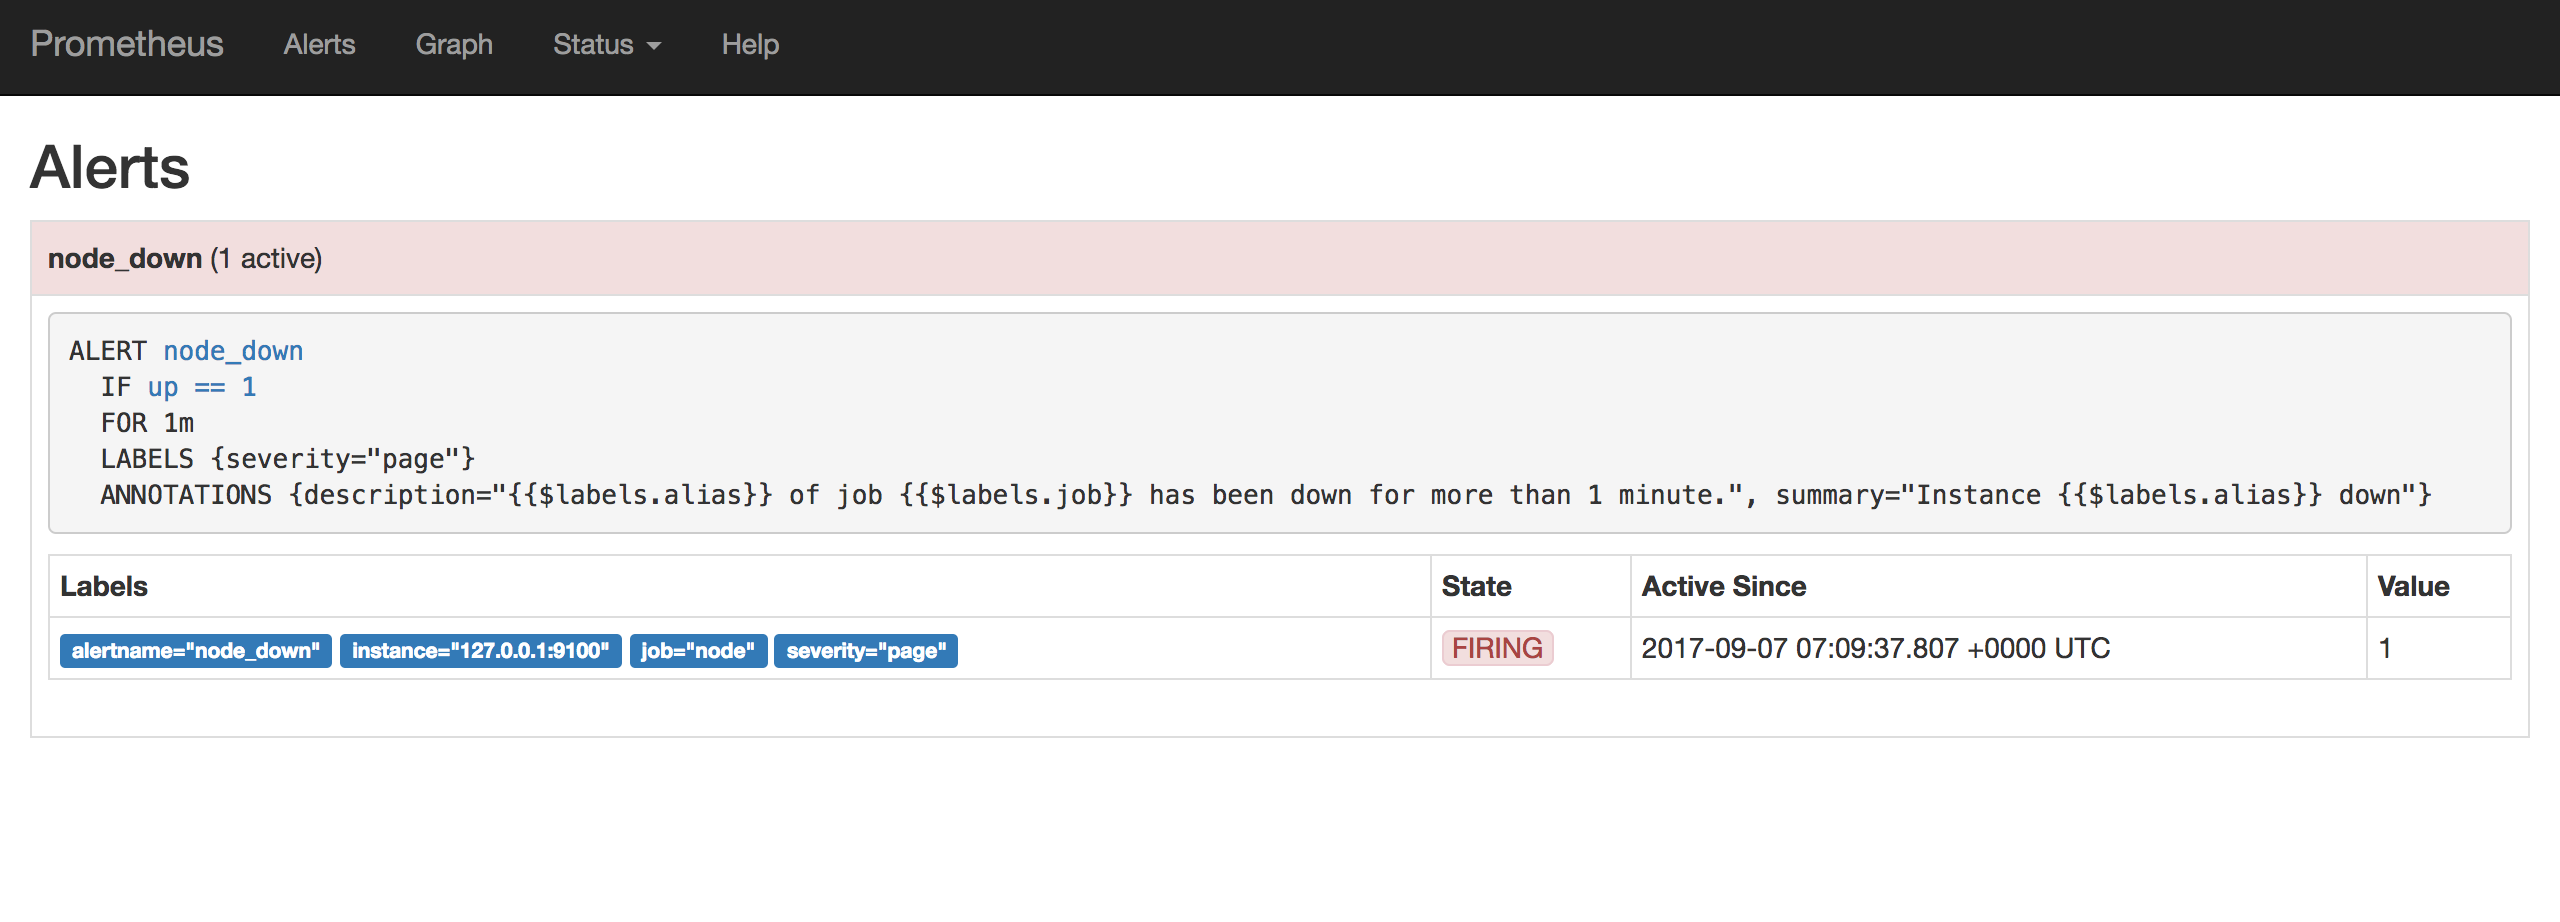 Prometheus Alerts Graph Status Help
Alerts
node_down (1 active)
ALERT node_down
IF up == 1
FOR 1m
LABELS {severity="page"}
ANNOTATIONS {description="{{$labels.alias}} of job {{$labels.job}} has been down for more than 1 minute.", summary="Instance {{$labels.alias}} down"}
Labels State Active Since Value
alertname="node_down" instance="127.0.0.1:9100" job="node" severity="page" FIRING 2017-09-07 07:09:37.807 +0000 UTC 1